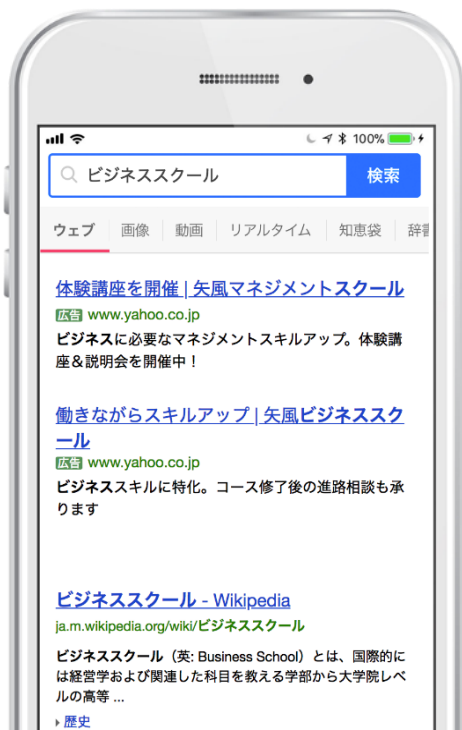 100%
ビジネススクール
検索
ウェブ 画像 動画 リアルタイム 知恵袋 辞書
体験講座を開催 | 矢風マネジメントスクール
広告 www.yahoo.co.jp
ビジネスに必要なマネジメントスキルアップ。体験講
座＆説明会を開催中！
働きながらスキルアップ | 矢風ビジネススク
ール
広告 www.yahoo.co.jp
ビジネススキルに特化。コース修了後の進路相談も承
ります
ビジネススクール - Wikipedia
ja.m.wikipedia.org/wiki/ビジネススクール
ビジネススクール（英: Business School）とは、国際的に
は経営学および関連した科目を教える学部から大学院レベ
ルの高等 ...
歴史